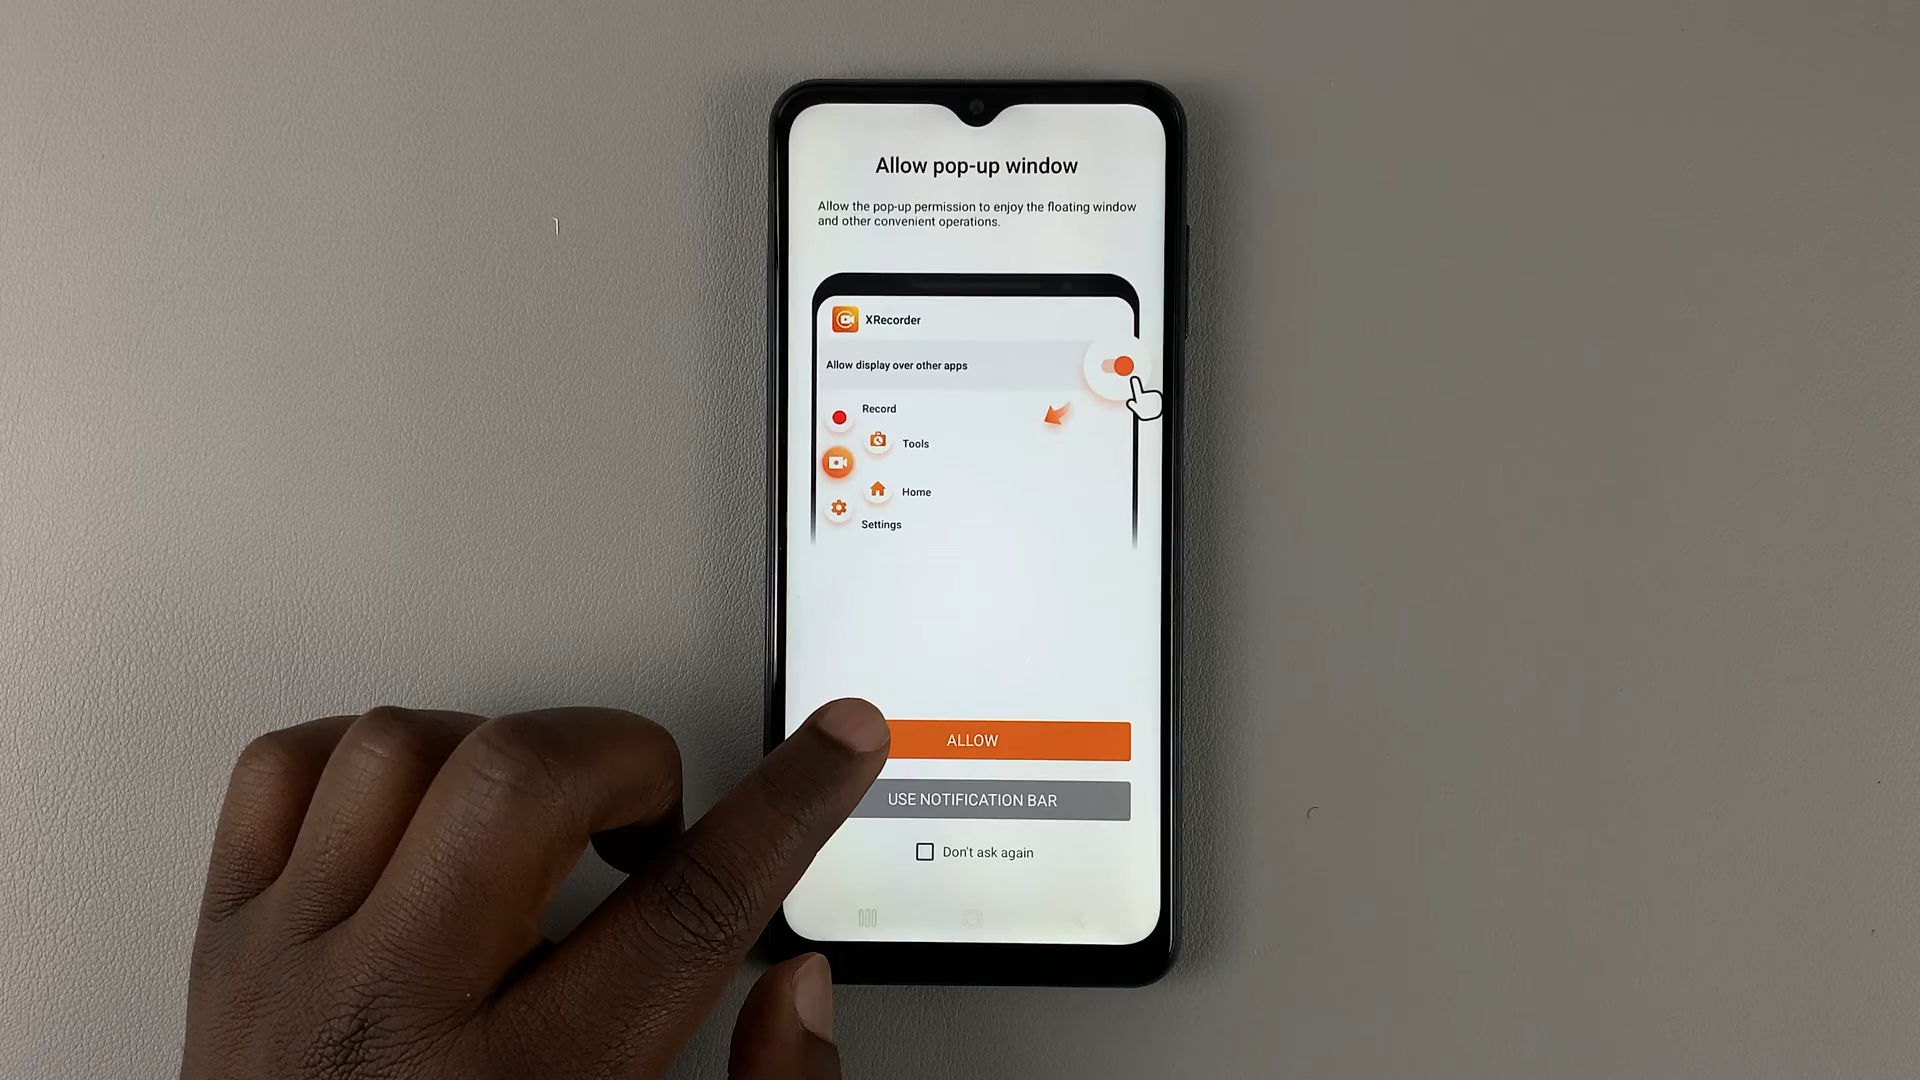 Allow pop-up window
Allow the pop-up permission to enjoy the floating window
and other convenient operations.
XRecorder
Allow display over other apps
Record
Tools
Home
Settings
ALLOW
USE NOTIFICATION BAR
Don't ask again